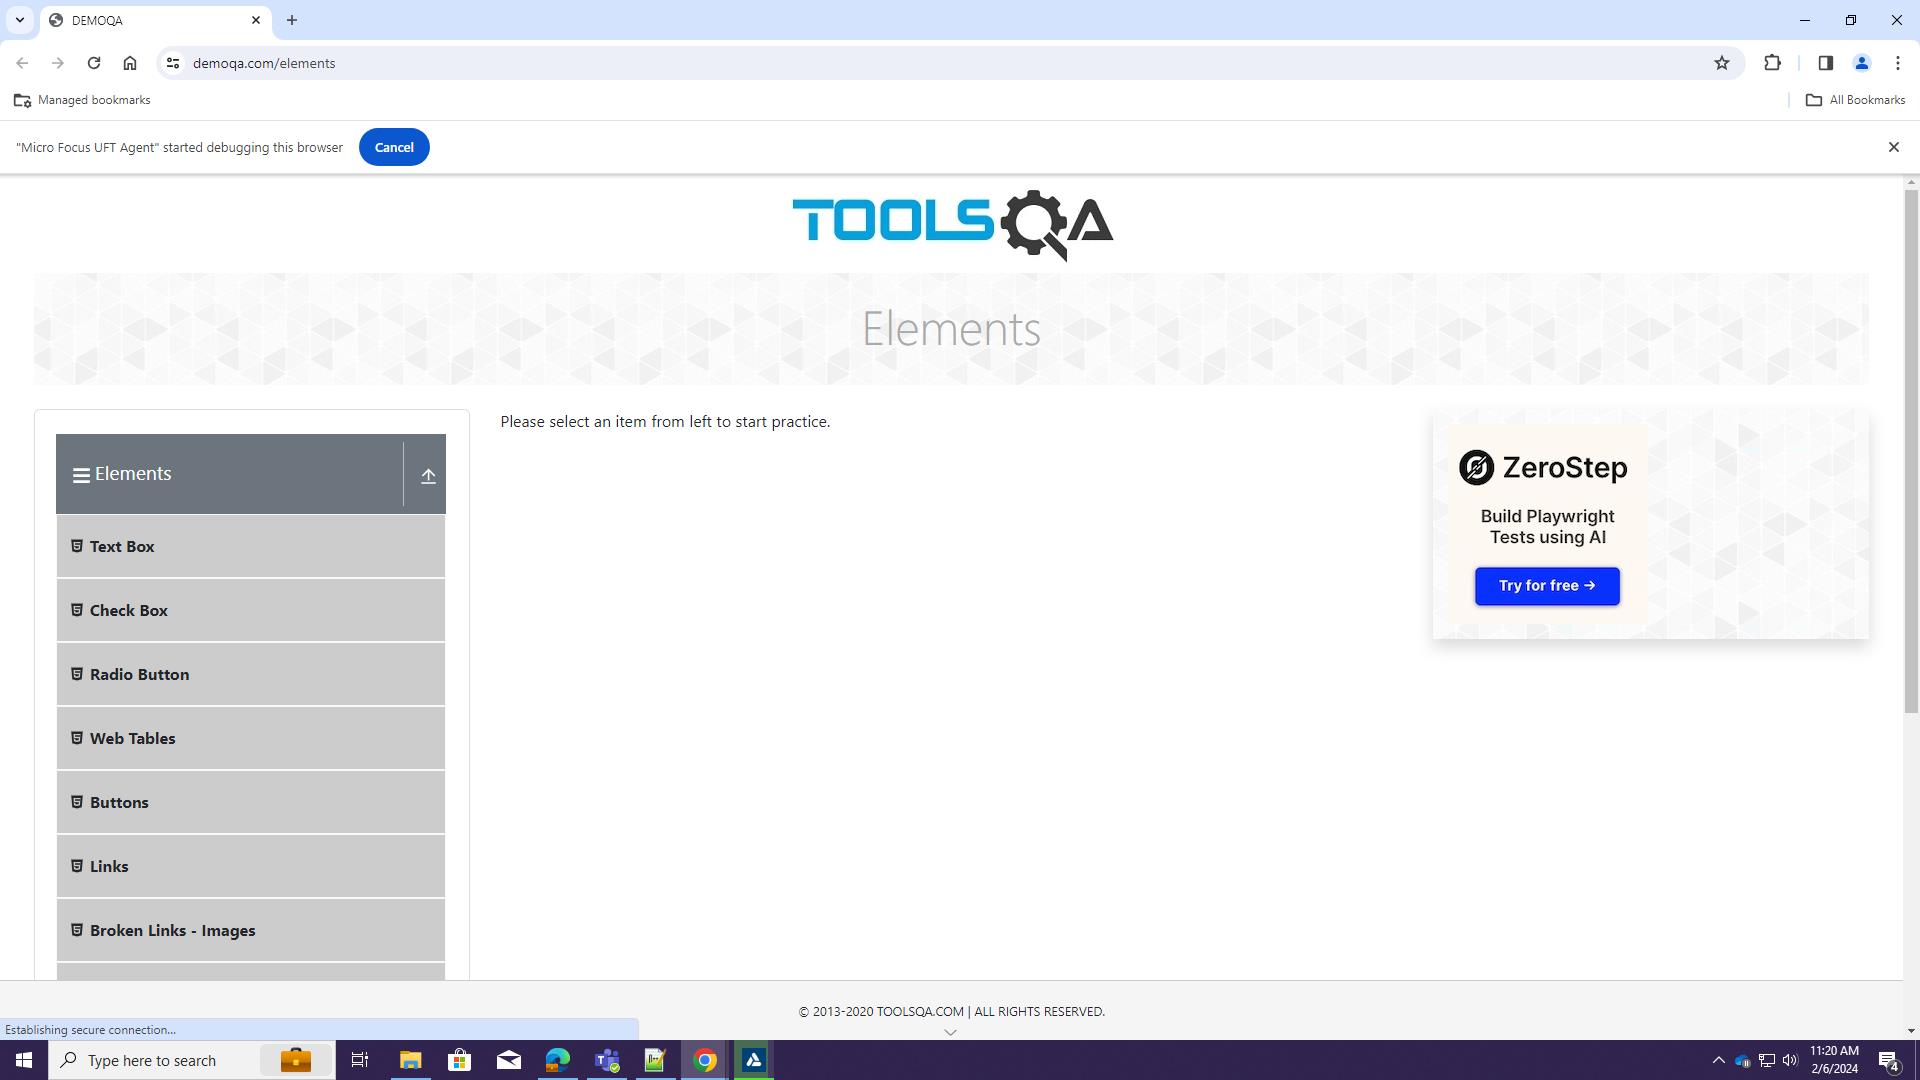 DEMOQA
demoqa.com/elements
Managed bookmarks
All Bookmarks
"Micro Focus UFT Agent" started debugging this browser
Cancel
TOOLSQA
Elements
Elements
Text Box
Check Box
Radio Button
Web Tables
Buttons
Links
Broken Links - Images
Please select an item from left to start practice.
ZeroStep
Build Playwright
Tests using AI
Try for free →
© 2013-2020 TOOLSQA.COM | ALL RIGHTS RESERVED.
Establishing secure connection...
Type here to search
11:20 AM
2/6/2024
4